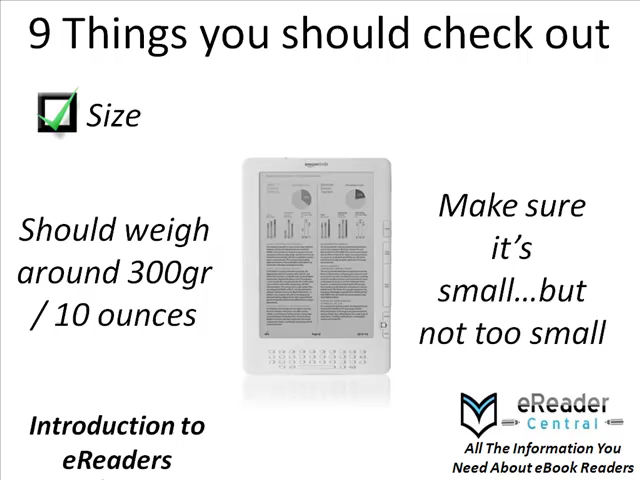 9 Things you should check out
Size
Should weigh
around 300gr
/ 10 ounces
amazonkindle
Make sure
it's
small...but
not too small
Introduction to
eReaders
eReader
Central
All The Information You
Need About eBook Readers